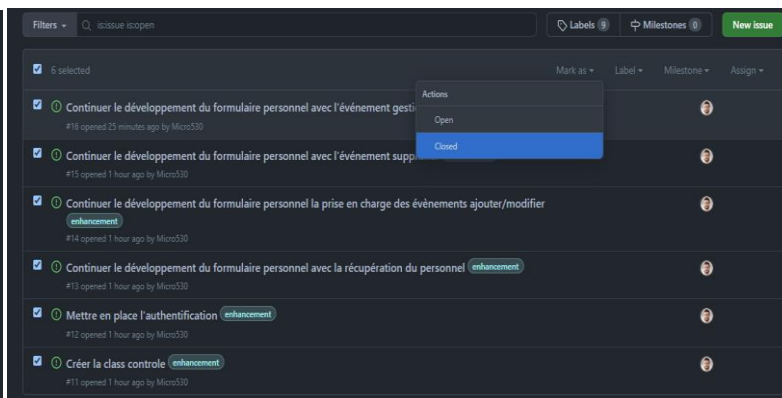 Filters
is:issue is:open
Labels 9
Milestones 0
New issue
6 selected
Mark as
Label
Milestone
Assign
Actions
Open
Closed
Continuer le développement du formulaire personnel avec l'événement
#16 opened 25 minutes ago by Micro530
Continuer le développement du formulaire personnel avec l'événement
#15 opened 1 hour ago by Micro530
Continuer le développement du formulaire personnel la prise en charge des évènements ajouter/modifier
enhancement
#14 opened 1 hour ago by Micro530
Continuer le développement du formulaire personnel avec la récupération du personnel enhancement
#13 opened 1 hour ago by Micro530
Mettre en place l'authentification enhancement
#12 opened 1 hour ago by Micro530
Créer la class controle enhancement
#11 opened 1 hour ago by Micro530